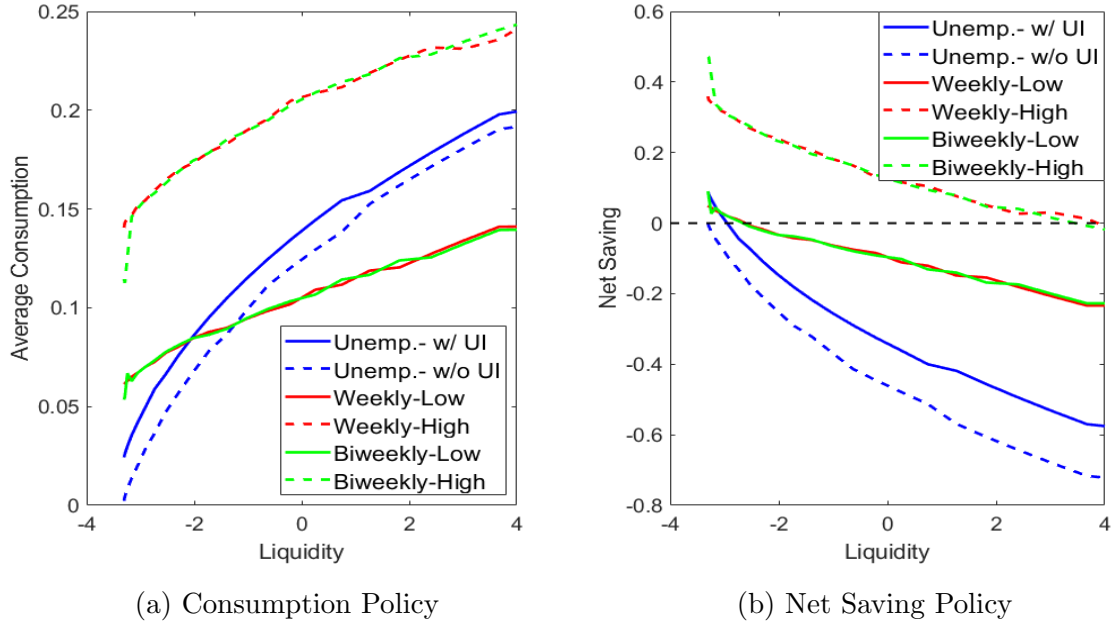 0.25
0.2
0.15
0.1
0.05
0
-4
-2
0
2
4
Average Consumption
Liquidity
Unemp.- w/ UI
Unemp.- w/o UI
Weekly-Low
Weekly-High
Biweekly-Low
Biweekly-High
(a) Consumption Policy
0.6
0.4
0.2
0
-0.2
-0.4
-0.6
-0.8
-4
-2
0
2
4
Net Saving
Liquidity
Unemp.- w/ UI
Unemp.- w/o UI
Weekly-Low
Weekly-High
Biweekly-Low
Biweekly-High
(b) Net Saving Policy